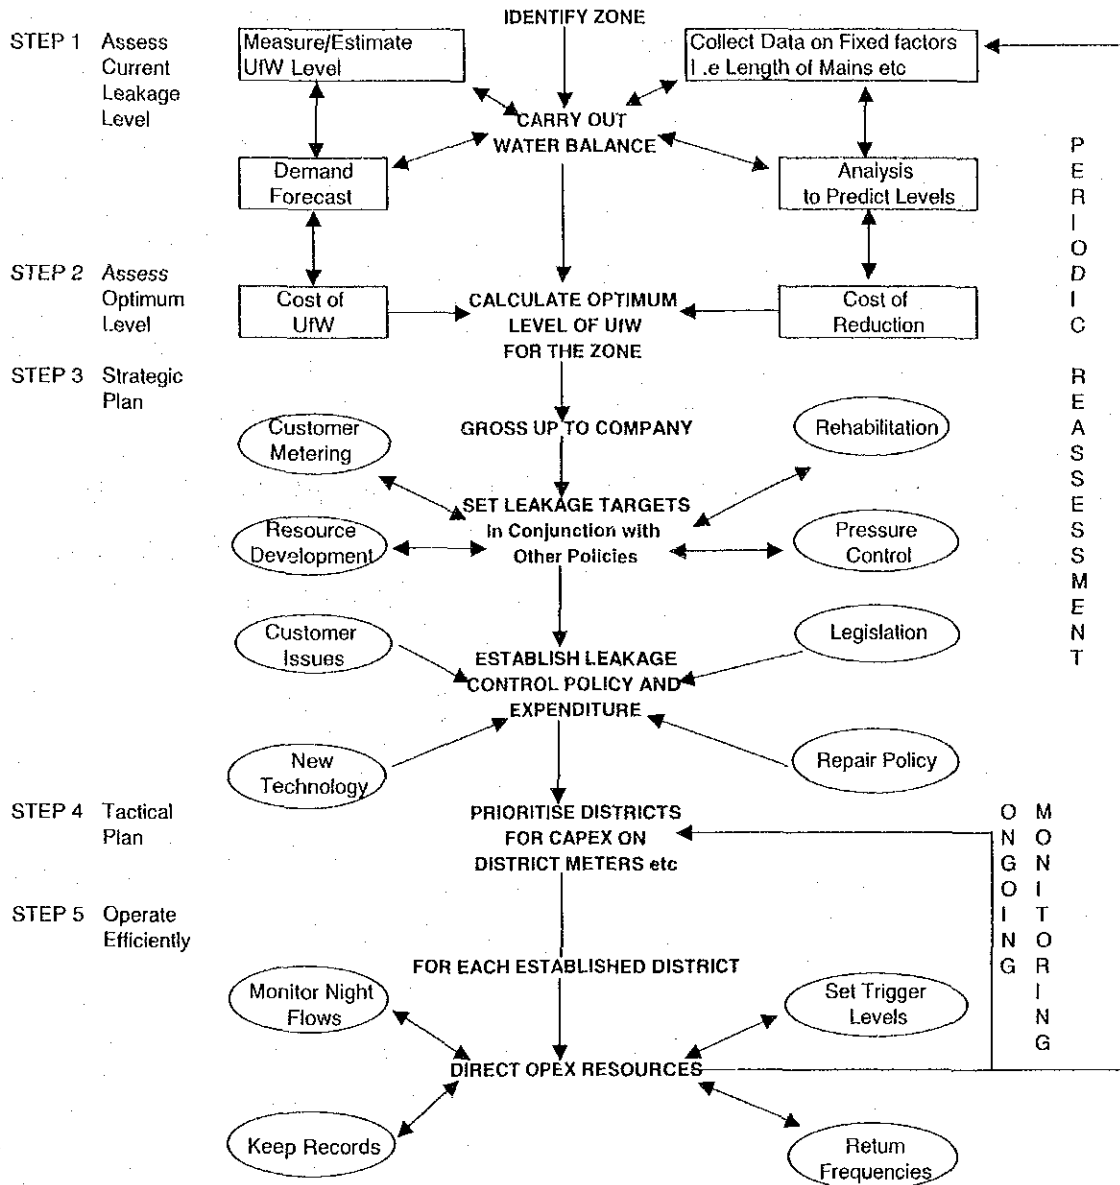 IDENTIFY ZONE
STEP 1 Assess
Current
Leakage
Level
Measure/Estimate
UfW Level
Collect Data on Fixed factors
I.e Length of Mains etc
CARRY OUT
WATER BALANCE
Demand
Forecast
Analysis
to Predict Levels
STEP 2 Assess
Optimum
Level
Cost of
UfW
CALCULATE OPTIMUM
LEVEL OF UfW
FOR THE ZONE
Cost of
Reduction
STEP 3 Strategic
Plan
GROSS UP TO COMPANY
Customer
Metering
Rehabilitation
SET LEAKAGE TARGETS
in Conjunction with
Other Policies
Resource
Development
Pressure
Control
Customer
Issues
Legislation
ESTABLISH LEAKAGE
CONTROL POLICY AND
EXPENDITURE
New
Technology
Repair Policy
STEP 4 Tactical
Plan
PRIORITISE DISTRICTS
FOR CAPEX ON
DISTRICT METERS etc
STEP 5 Operate
Efficiently
FOR EACH ESTABLISHED DISTRICT
Monitor Night
Flows
Set Trigger
Levels
DIRECT OPEX RESOURCES
Keep Records
Return
Frequencies
ONGOING
MONITORING
PERIODIC REASSESSMENT